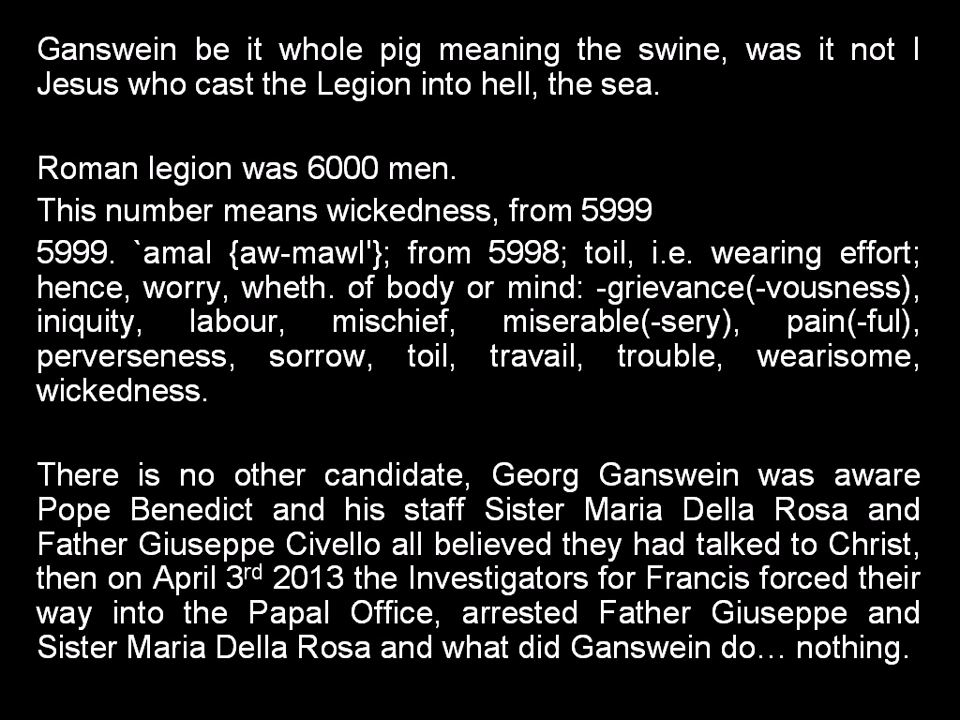 Ganswein be it whole pig meaning the swine, was it not I
Jesus who cast the Legion into hell, the sea.
Roman legion was 6000 men.
This number means wickedness, from 5999
5999. `amal {aw-mawl'}; from 5998; toil, i.e. wearing effort;
hence, worry, wheth. of body or mind: -grievance(-vousness),
iniquity, labour, mischief, miserable(-sery), pain(-ful),
perverseness, sorrow, toil, travail, trouble, wearisome,
wickedness.
There is no other candidate, Georg Ganswein was aware
Pope Benedict and his staff Sister Maria Della Rosa and
Father Giuseppe Civello all believed they had talked to Christ,
then on April 3rd 2013 the Investigators for Francis forced their
way into the Papal Office, arrested Father Giuseppe and
Sister Maria Della Rosa and what did Ganswein do… nothing.